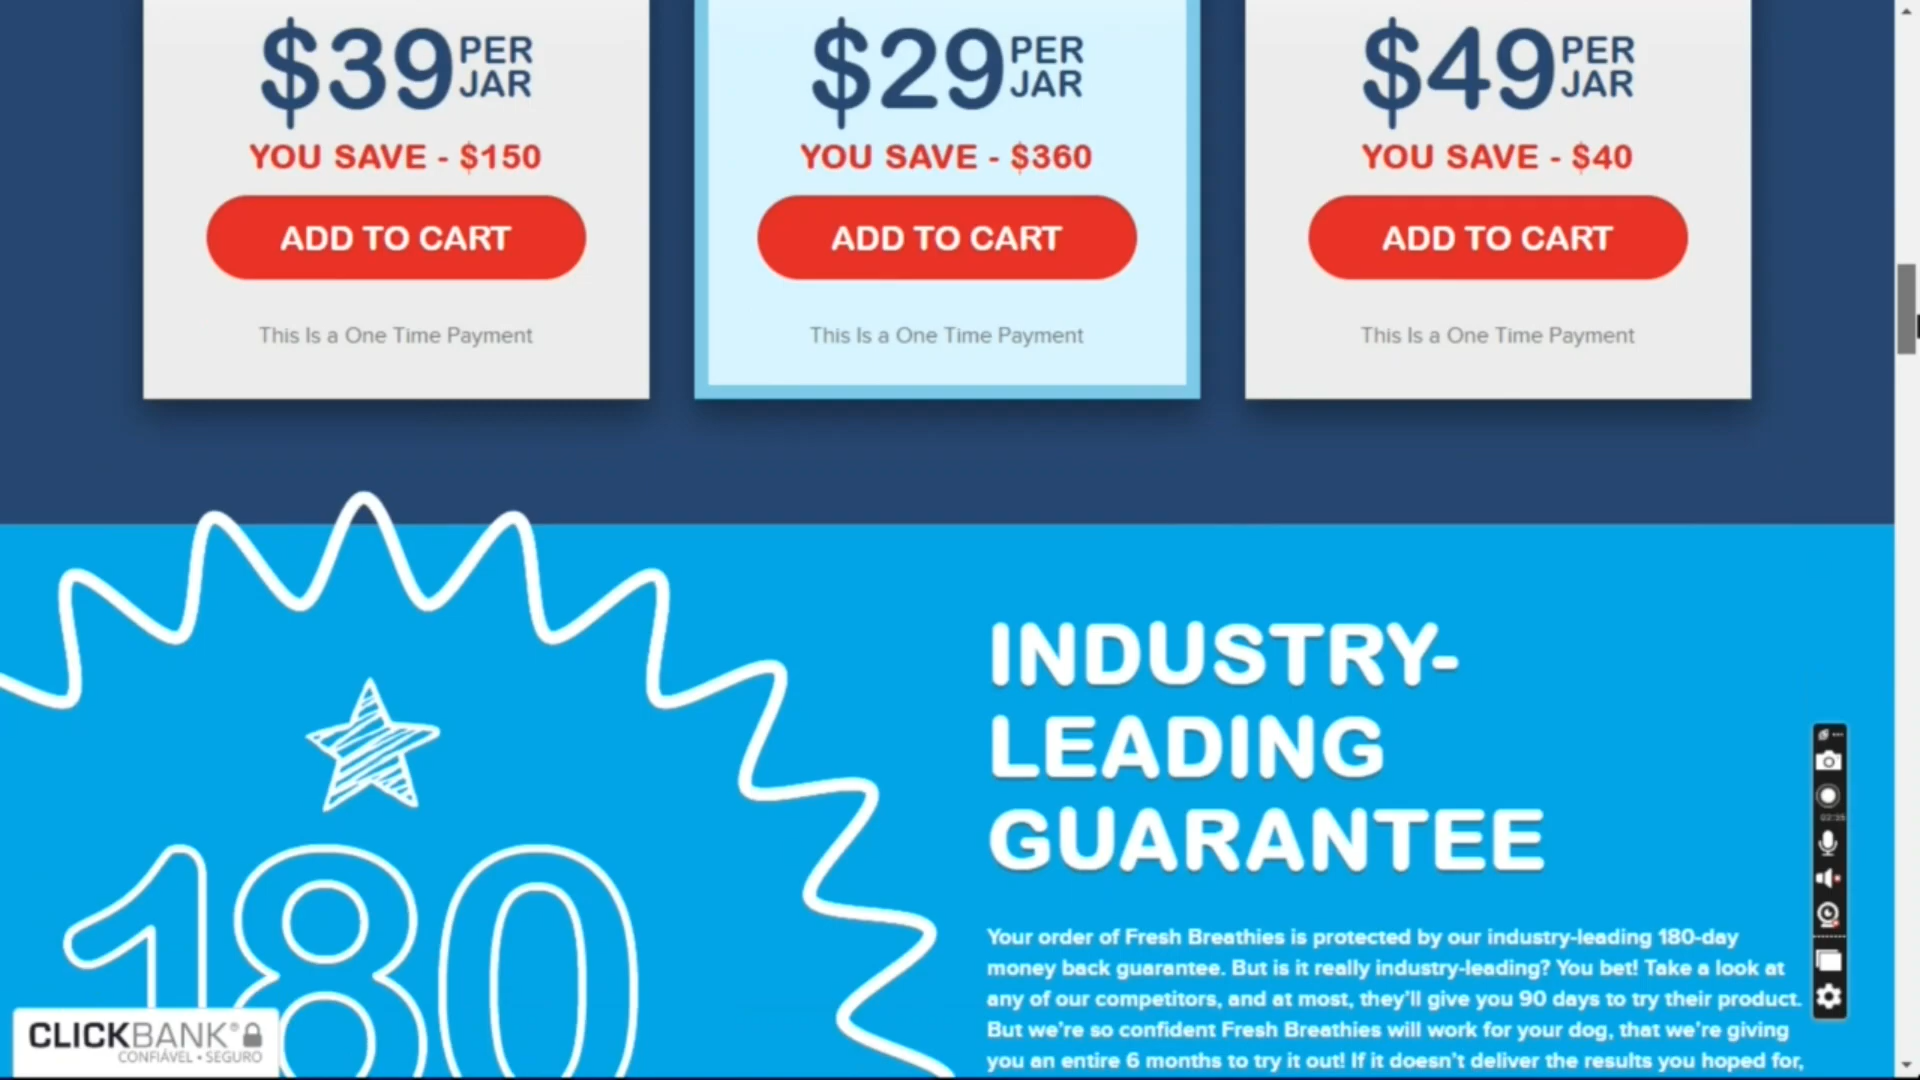 $39 PER JAR
YOU SAVE - $150
ADD TO CART
This Is a One Time Payment
$29 PER JAR
YOU SAVE - $360
ADD TO CART
This Is a One Time Payment
$49 PER JAR
YOU SAVE - $40
ADD TO CART
This Is a One Time Payment
180
INDUSTRY-
LEADING
GUARANTEE
Your order of Fresh Breathies is protected by our industry-leading 180-day
money back guarantee. But is it really industry-leading? You bet! Take a look at
any of our competitors, and at most, they'll give you 90 days to try their product.
But we're so confident Fresh Breathies will work for your dog, that we're giving
you an entire 6 months to try it out! If it doesn't deliver the results you hoped for,
CLICKBANK®
CONFIÁVEL • SEGURO